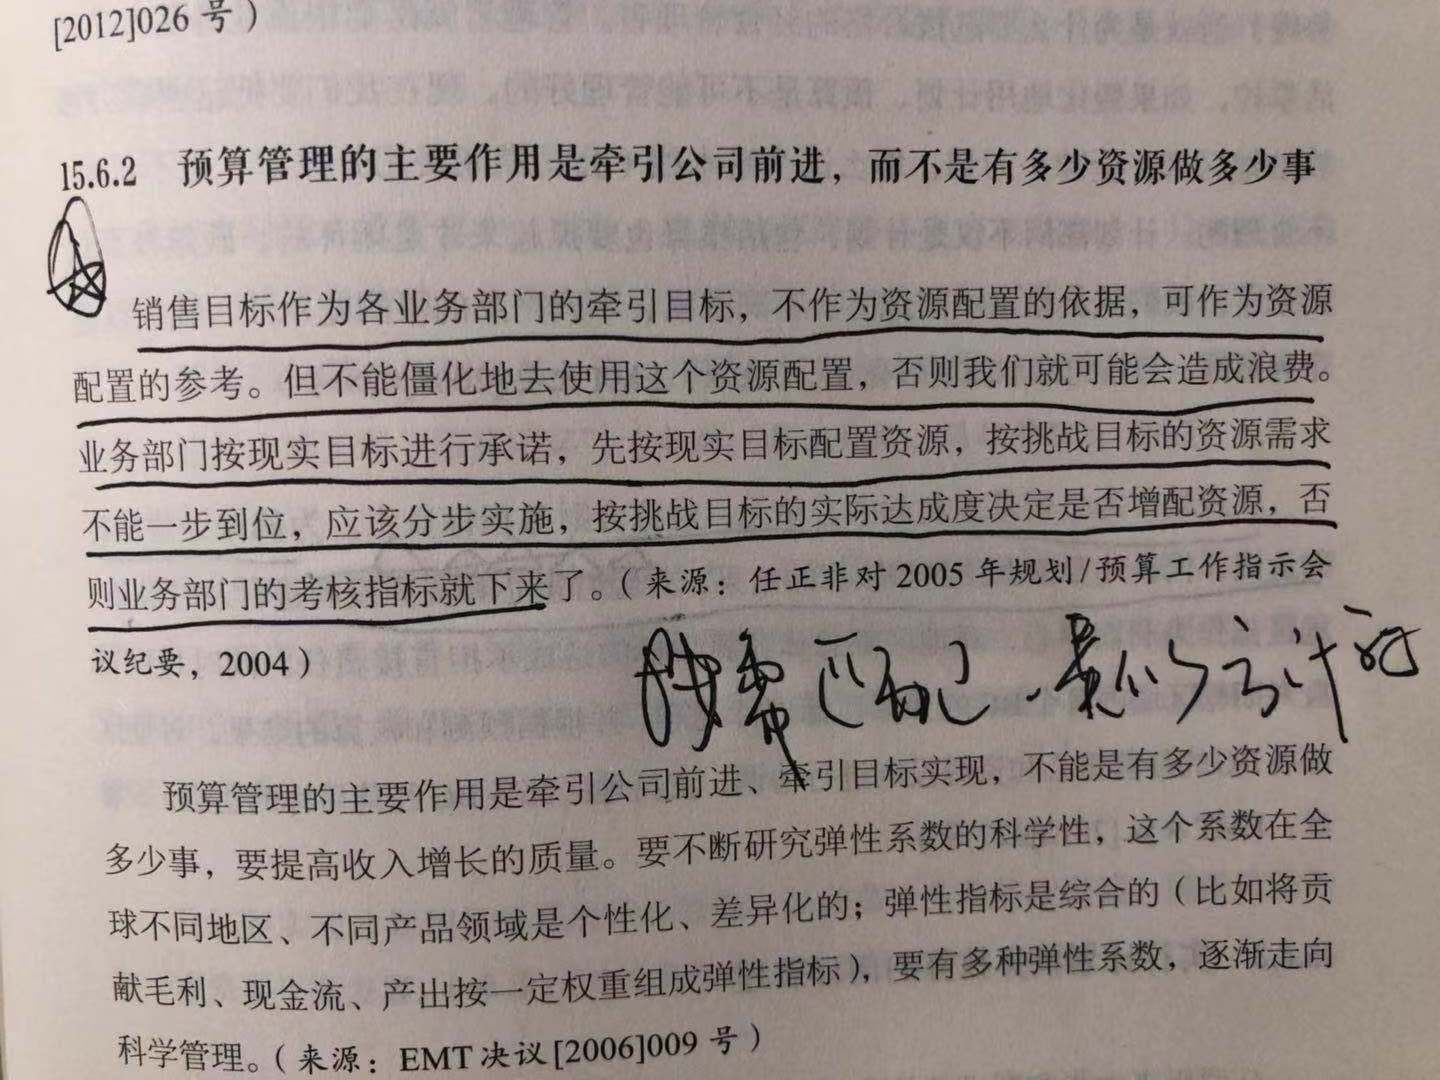 [2012]026 号）
15.6.2 预算管理的主要作用是牵引公司前进，而不是有多少资源做多少事
销售目标作为各业务部门的牵引目标，不作为资源配置的依据，可作为资源
配置的参考。但不能僵化地去使用这个资源配置，否则我们就可能会造成浪费。
业务部门按现实目标进行承诺，先按现实目标配置资源，按挑战目标的资源需求
不能一步到位，应该分步实施，按挑战目标的实际达成度决定是否增配资源，否
则业务部门的考核指标就下来了。（来源：任正非对 2005 年规划/预算工作指示会
议纪要，2004）
需 匹配
预算管理的主要作用是牵引公司前进、牵引目标实现，不能是有多少资源做
多少事，要提高收入增长的质量。要不断研究弹性系数的科学性，这个系数在全
球不同地区、不同产品领域是个性化、差异化的；弹性指标是综合的（比如将贡
献毛利、现金流、产出按一定权重组成弹性指标），要有多种弹性系数，逐渐走向
科学管理。（来源：EMT 决议[2006]009 号）